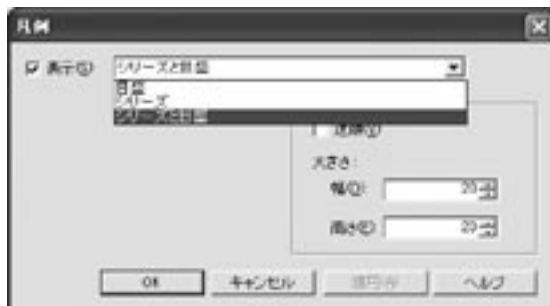 凡例
表示(S) シリーズと目盛
目盛
シリーズ
シリーズと目盛
大きさ:
幅(D): 20
高さ(E) 20
OK キャンセル 適用(A) ヘルプ